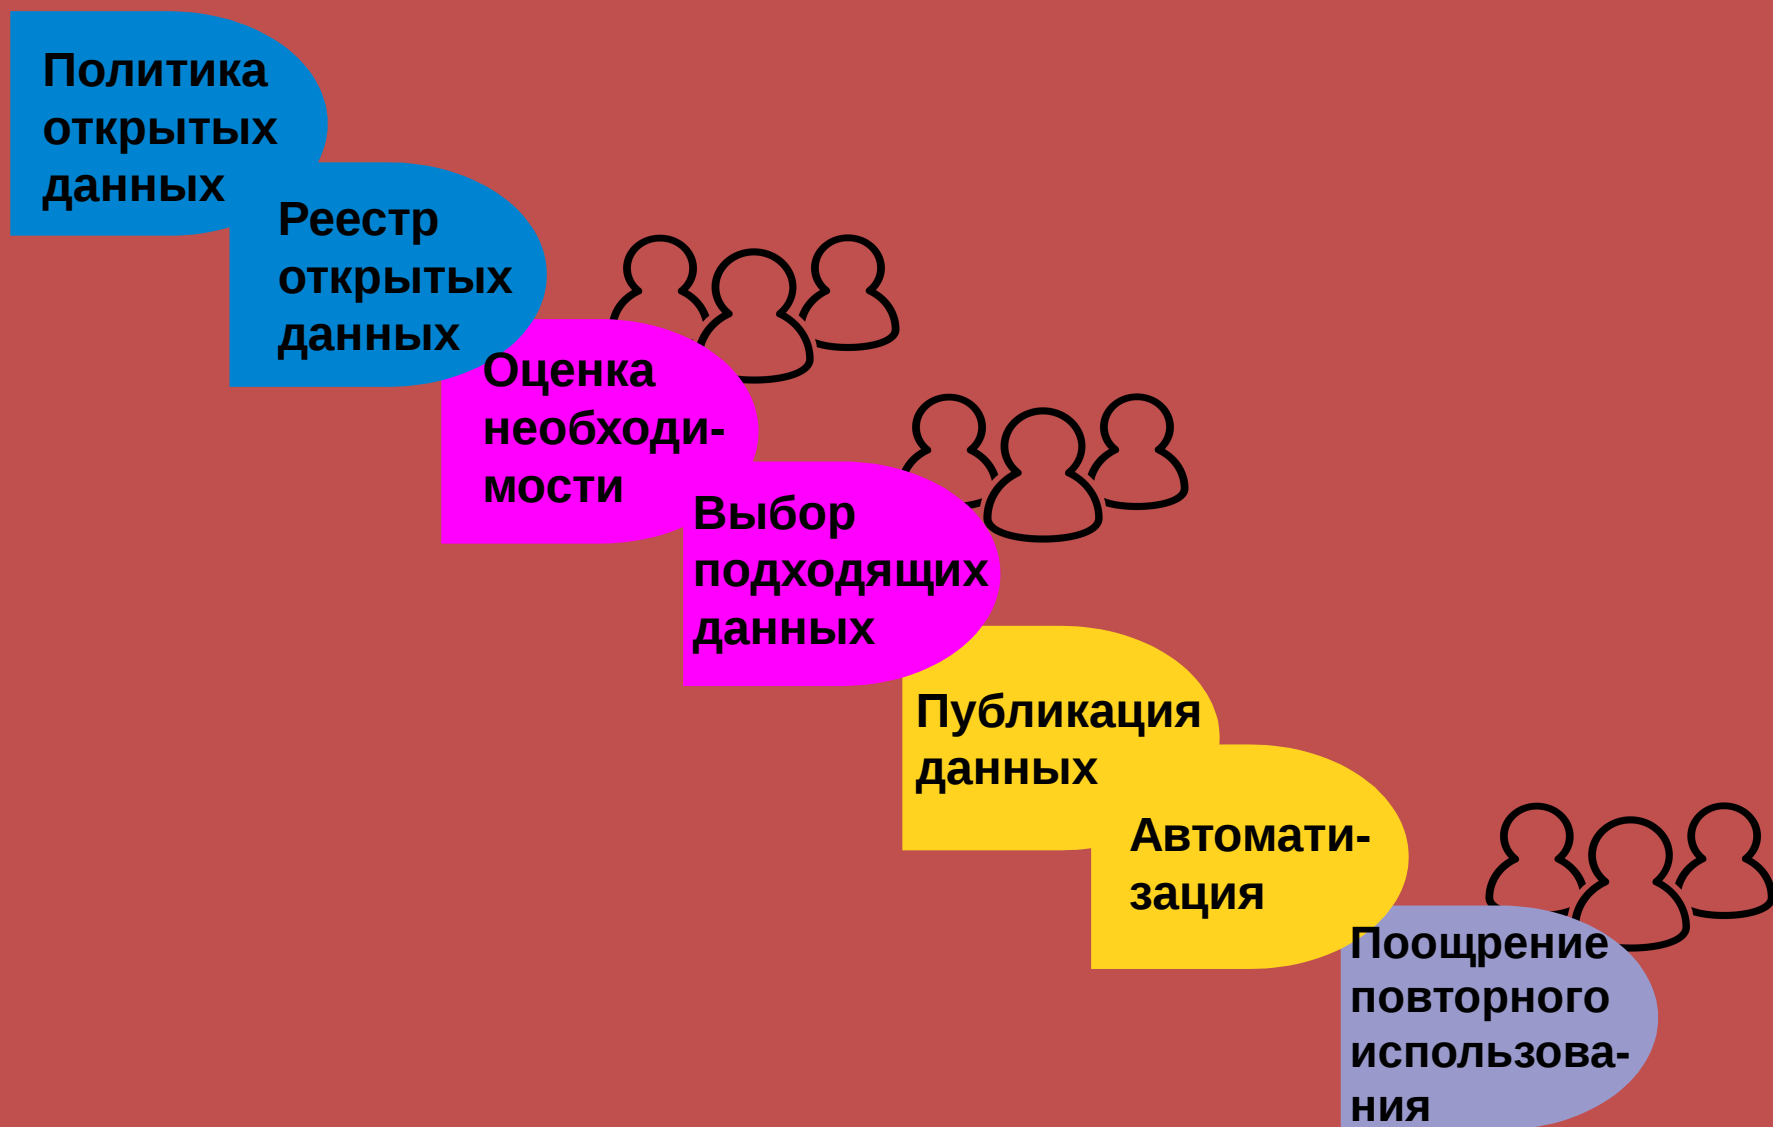 Политика
открытых
данных
Реестр
открытых
данных
Оценка
необходи-
мости
Выбор
подходящих
данных
Публикация
данных
Автомати-
зация
Поощрение
повторного
использова-
ния